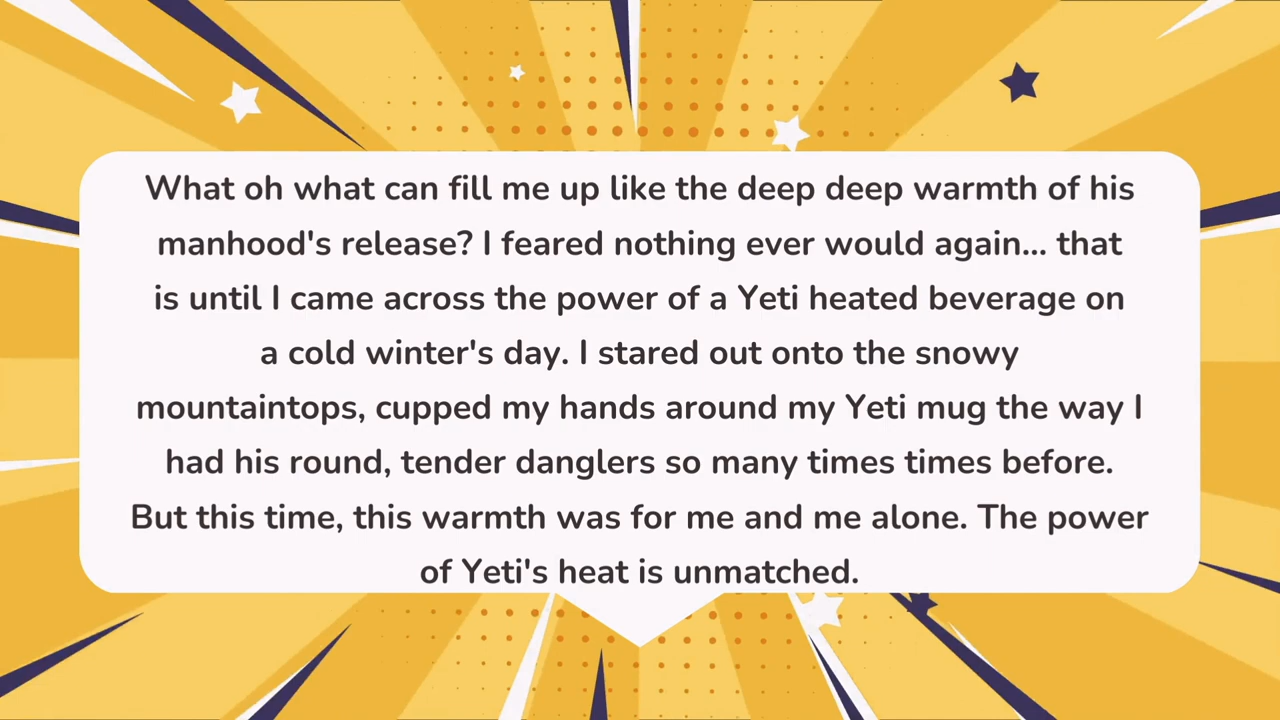 What oh what can fill me up like the deep deep warmth of his
manhood's release? I feared nothing ever would again... that
is until I came across the power of a Yeti heated beverage on
a cold winter's day. I stared out onto the snowy
mountaintops, cupped my hands around my Yeti mug the way I
had his round, tender danglers so many times times before.
But this time, this warmth was for me and me alone. The power
of Yeti's heat is unmatched.